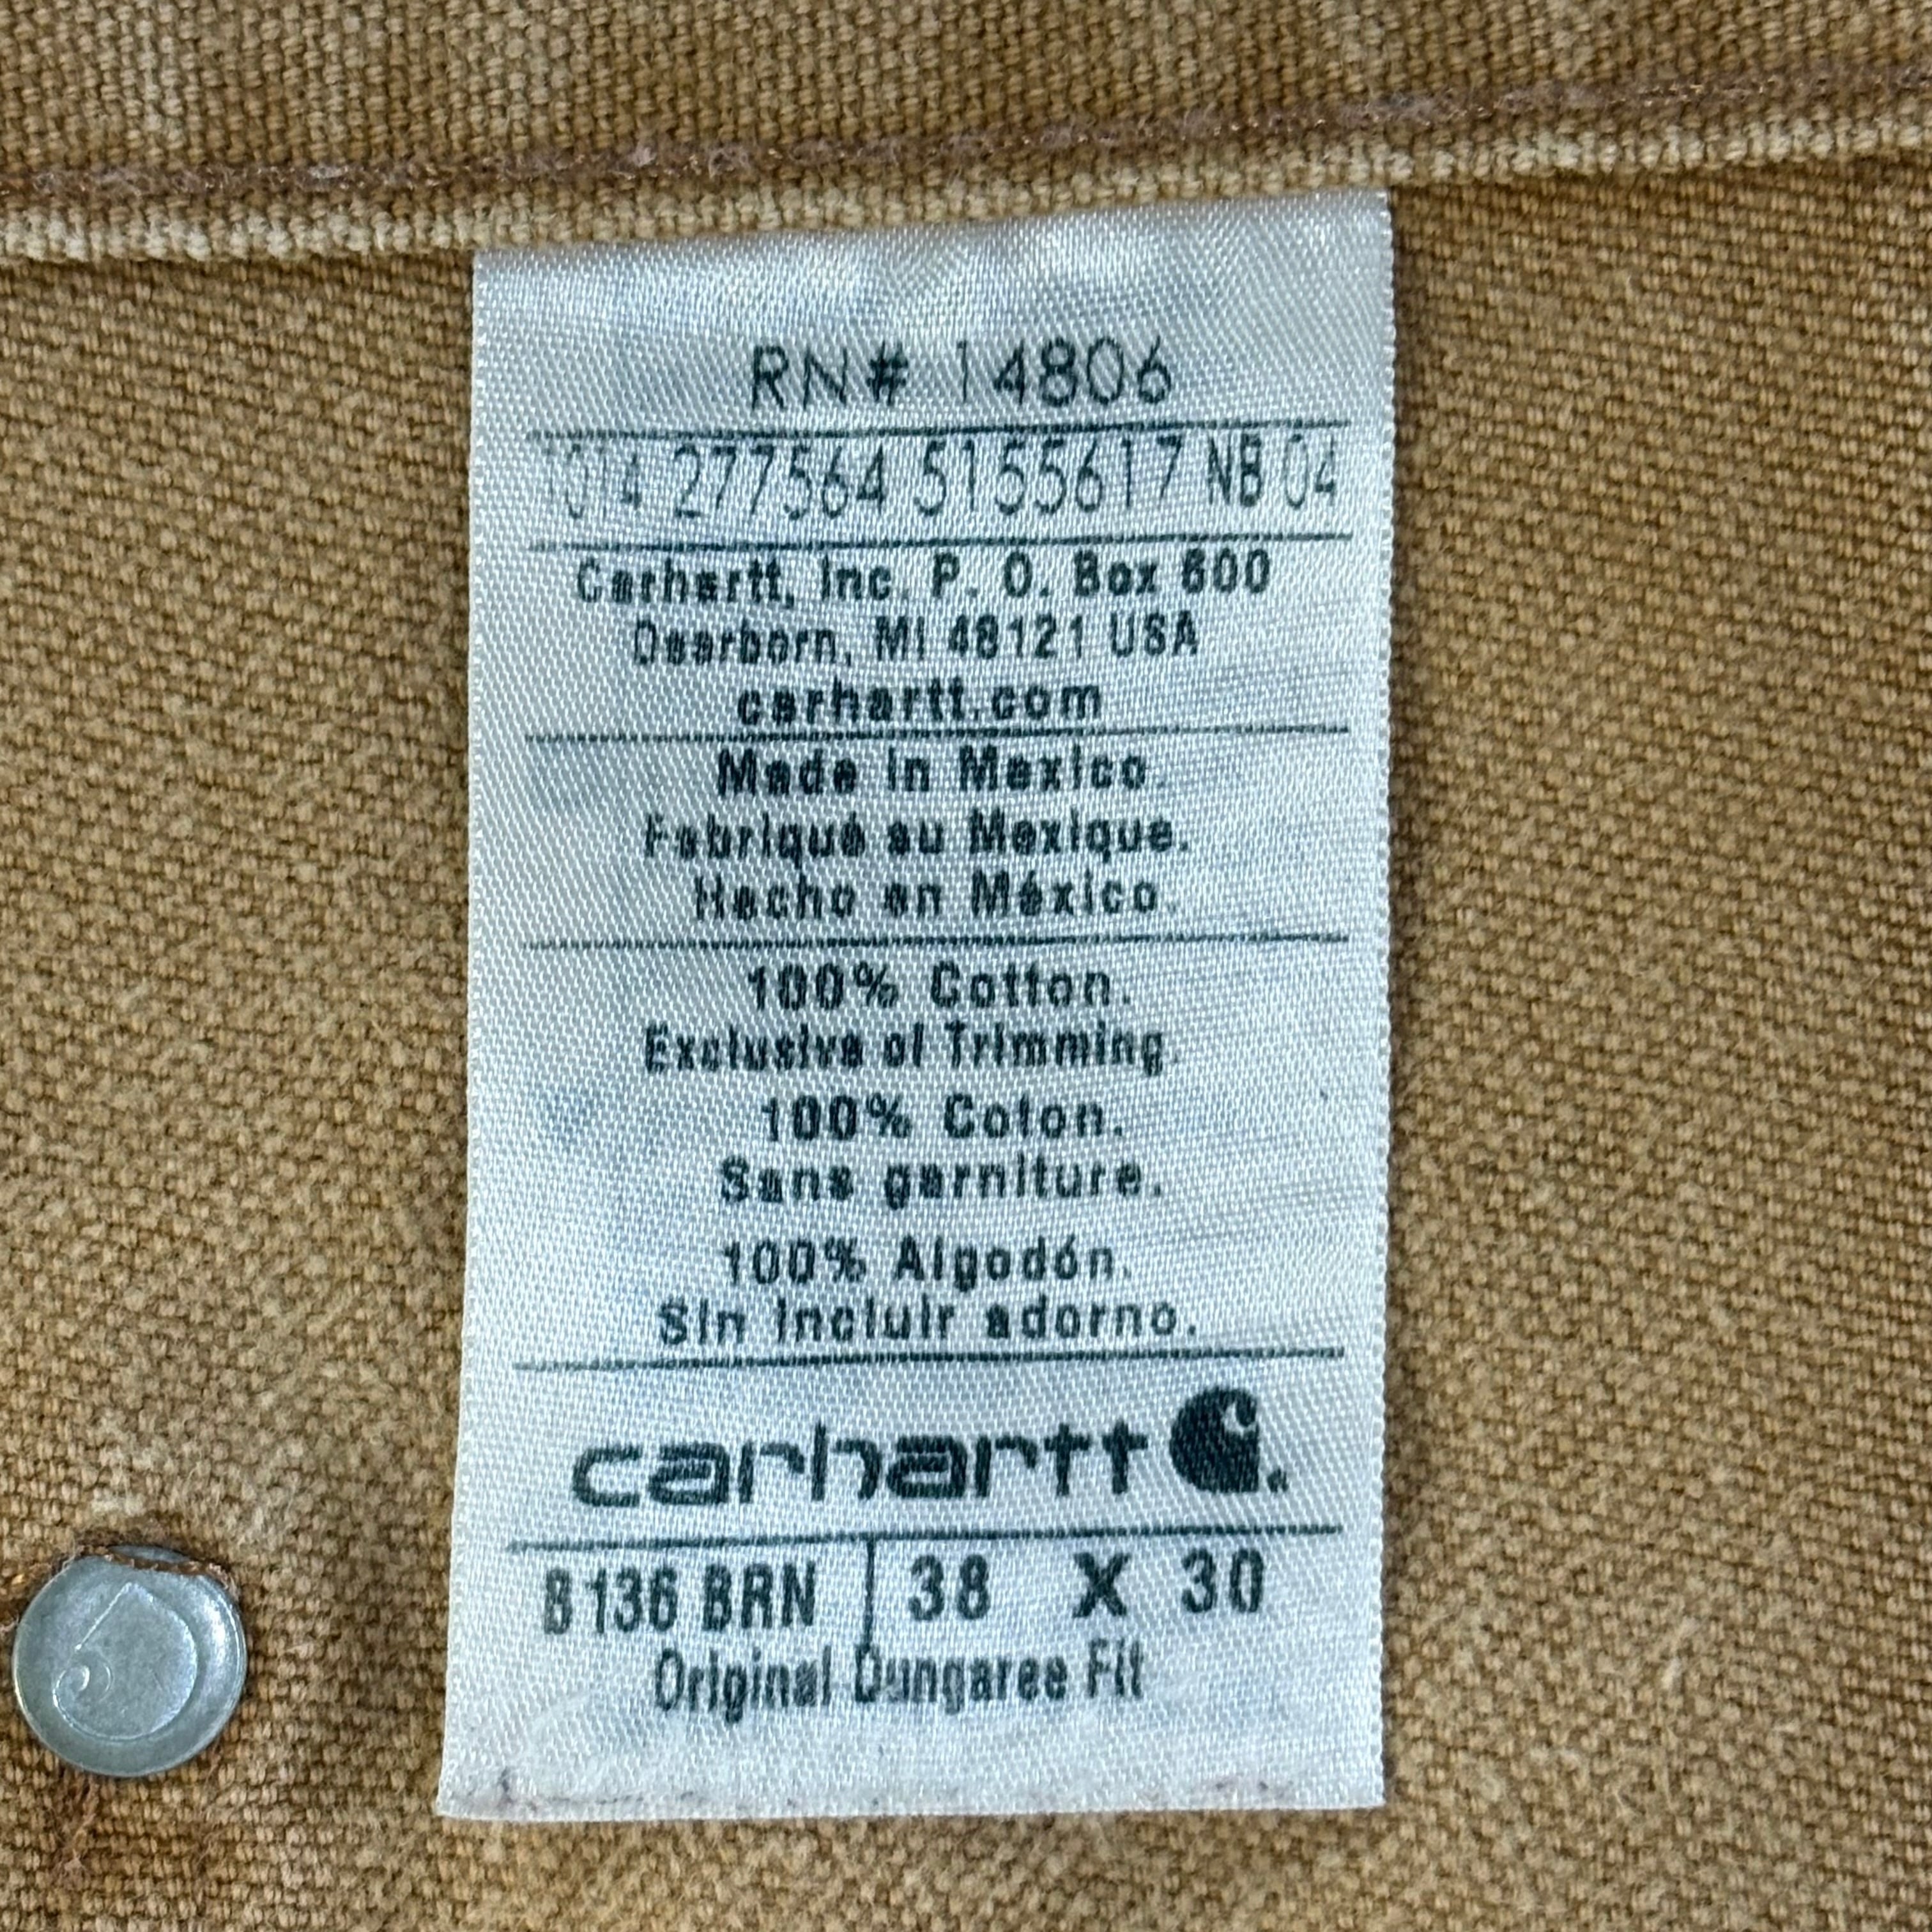 RN# 14806
1014 277564 5155617 NB 04
Carhartt, Inc. P. O. Box 600
Dearborn, MI 48121 USA
carhartt.com
Made in Mexico.
Fabriqué au Mexique.
Hecho en México.
100% Cotton.
Exclusive of Trimming.
100% Coton.
Sans garniture.
100% Algodón.
Sin incluir adorno.
carhartt
B136 BRN 38 X 30
Original Dungaree Fit